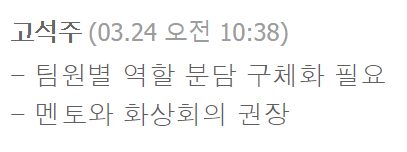 고석주 (03.24 오전 10:38)
- 팀원별 역할 분담 구체화 필요
- 멘토와 화상회의 권장